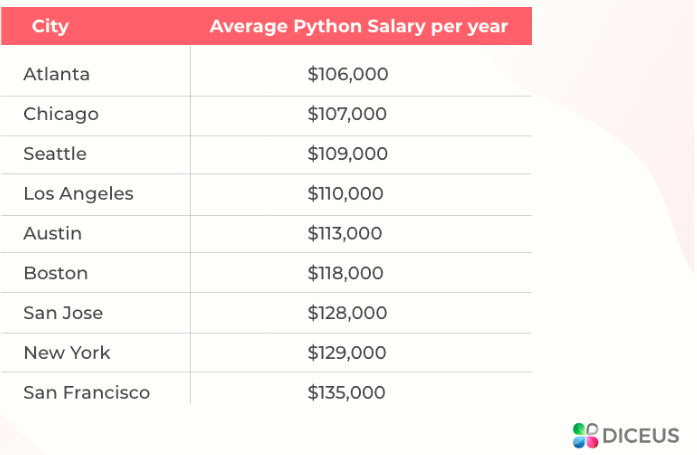 City Average Python Salary per year
Atlanta $106,000
Chicago $107,000
Seattle $109,000
Los Angeles $110,000
Austin $113,000
Boston $118,000
San Jose $128,000
New York $129,000
San Francisco $135,000
DICEUS